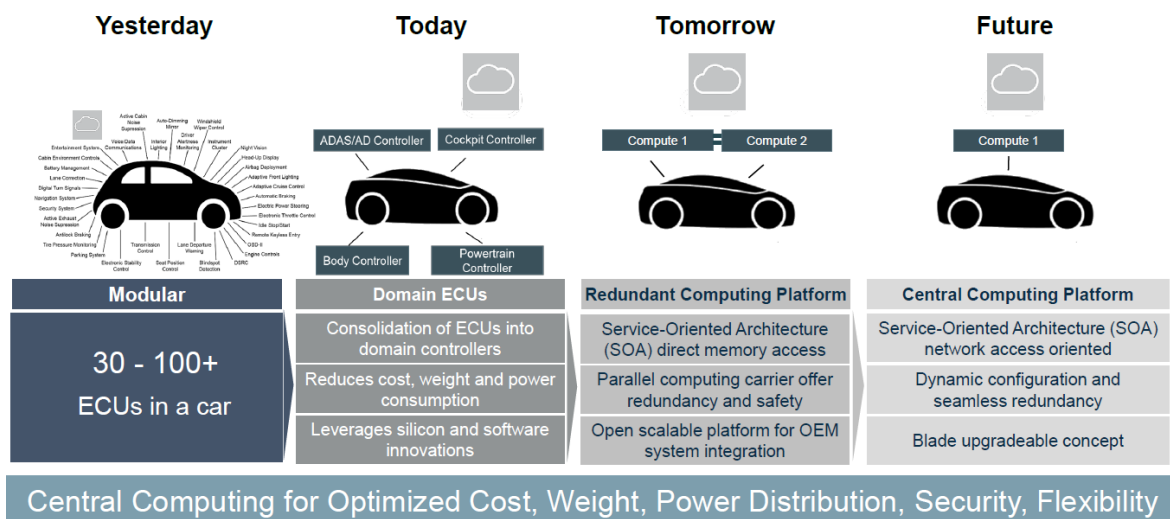 Yesterday
Today
Tomorrow
Future
Active Cabin
Noise
Supression
Auto-Dimming
Mirror
Windshield
Wiper Control
Voice/Data
Communications
Interior
Lighting
Driver
Alertness
Monitoring
Instrument
Cluster
Entertainment System
Night Vision
Cabin Environment Controls
Head-Up Display
Battery Management
Airbag Deployment
Lane Correction
Adaptive Front Lighting
Digital Turn Signals
Adaptive Cruise Control
Navigation System
Automatic Braking
Security System
Electric Power Steering
Active Exhaust
Noise Supression
Electronic Throttle Control
Antilock Braking
Idle Stop/Start
Tire Pressure Monitoring
Remote Keyless Entry
Parking System
OBD-II
Electronic Stability
Control
Transmission
Control
Seat Position
Control
Lane Departure
Warning
Blindspot
Detection
DSRC
Engine Controls
ADAS/AD Controller
Cockpit Controller
Body Controller
Powertrain
Controller
Compute 1
Compute 2
Compute 1
Modular
Domain ECUs
Redundant Computing Platform
Central Computing Platform
30 - 100+
ECUs in a car
Consolidation of ECUs into
domain controllers
Reduces cost, weight and power
consumption
Leverages silicon and software
innovations
Service-Oriented Architecture
(SOA) direct memory access
Parallel computing carrier offer
redundancy and safety
Open scalable platform for OEM
system integration
Service-Oriented Architecture (SOA)
network access oriented
Dynamic configuration and
seamless redundancy
Blade upgradeable concept
Central Computing for Optimized Cost, Weight, Power Distribution, Security, Flexibility